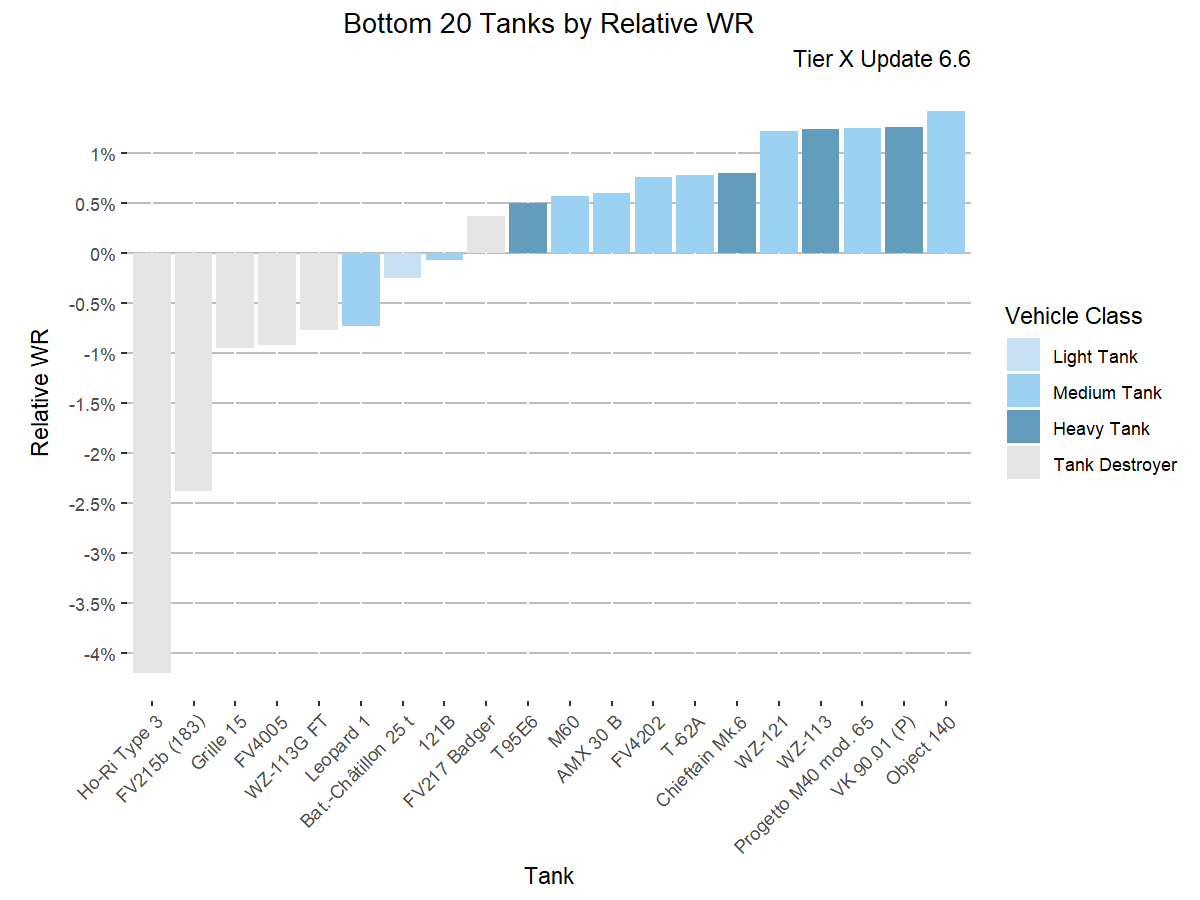 Bottom 20 Tanks by Relative WR
Tier X Update 6.6
1%
0.5%
0%
-0.5%
-1%
-1.5%
-2%
-2.5%
-3%
-3.5%
-4%
Relative WR
Ho-Ri Type 3
FV215b (183)
Grille 15
FV4005
WZ-113G FT
Leopard 1
Bat.-Châtillon 25 t
121B
FV217 Badger
T95E6
M60
AMX 30 B
FV4202
T-62A
Chieftain Mk.6
WZ-121
WZ-113
Progetto M40 mod. 65
VK 90.01 (P)
Object 140
Tank
Vehicle Class
Light Tank
Medium Tank
Heavy Tank
Tank Destroyer